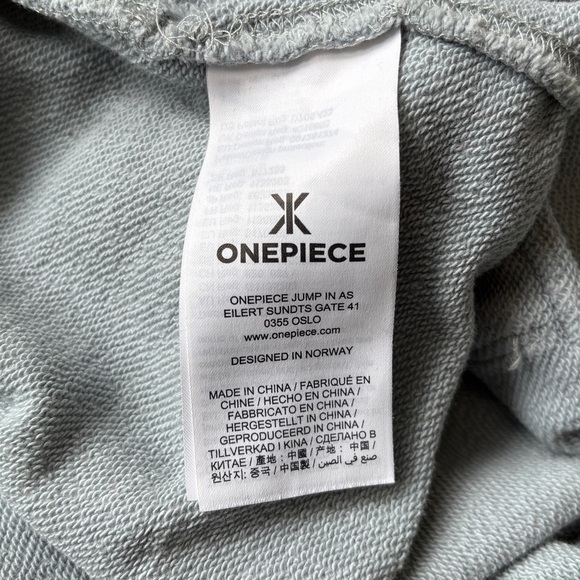 ONEPIECE
ONEPIECE JUMP IN AS
EILERT SUNDTS GATE 41
0355 OSLO
www.onepiece.com
DESIGNED IN NORWAY
MADE IN CHINA / FABRIQUÉ EN
CHINE / HECHO EN CHINA /
FABBRICATO EN CHINA /
HERGESTELLT IN CHINA /
GEPRODUCEERD IN CHINA /
TILLVERKAD I KINA / СДЕЛАНО В
КИТАЕ / 產地：中國 / 产地：中国 /
원산지: 중국 / 中国製 / صنع في الصين